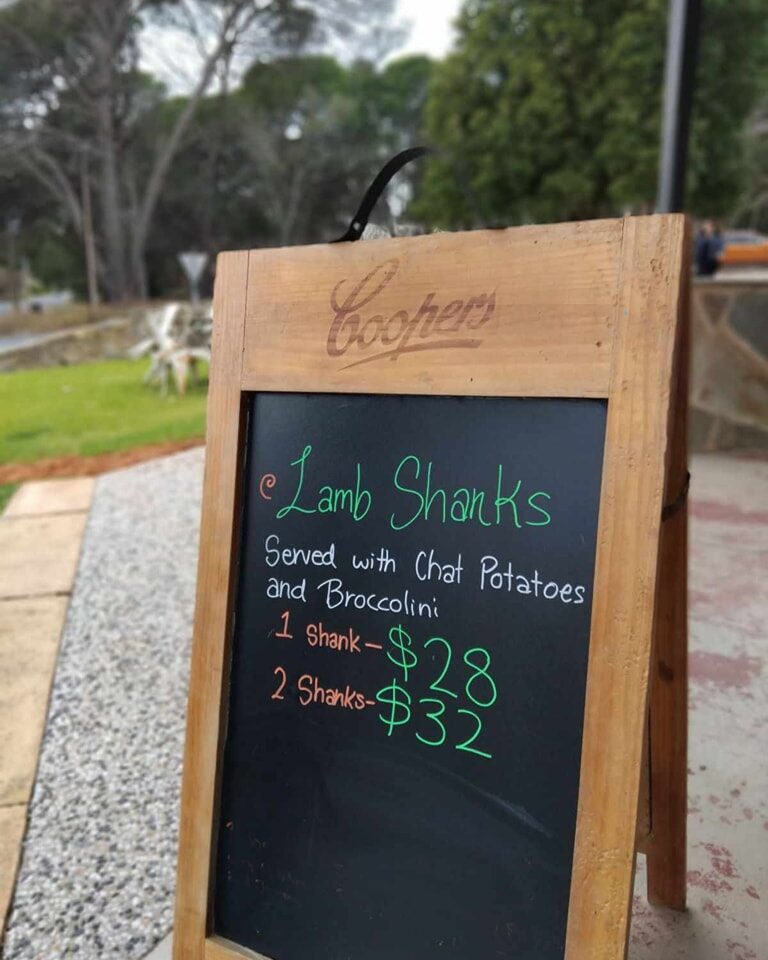 Coopers
Lamb Shanks
Served with Chat Potatoes
and Broccolini
1 Shank - $28
2 Shanks - $32